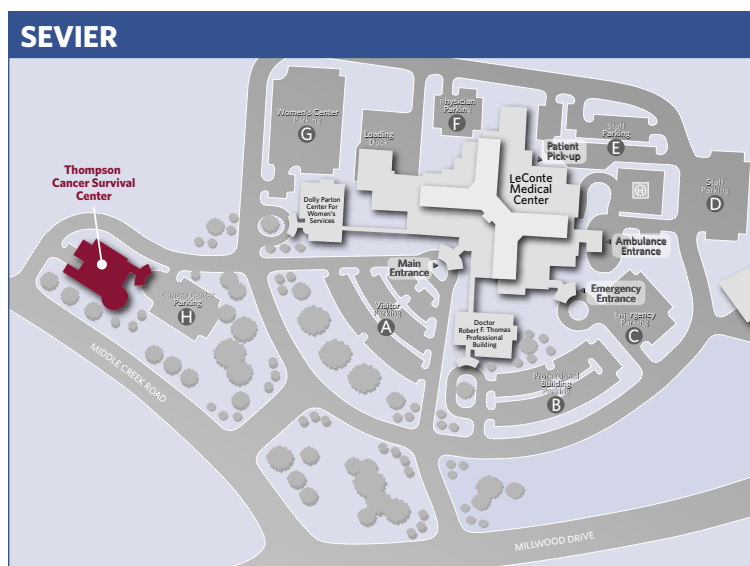 SEVIER
Women's Center
Parking
G
Physician
Parking
F
Loading
Dock
Staff
Parking
E
Patient
Pick-up
Thompson
Cancer Survival
Center
LeConte
Medical
Center
H
Staff
Parking
D
Dolly Parton
Center For
Women's
Services
Ambulance
Entrance
Main
Entrance
Emergency
Entrance
Cancer Center
Parking
H
Visitor
Parking
A
Emergency
Parking
C
Doctor
Robert F. Thomas
Professional
Building
Professional
Building
Parking
B
MIDDLE CREEK ROAD
MILLWOOD DRIVE